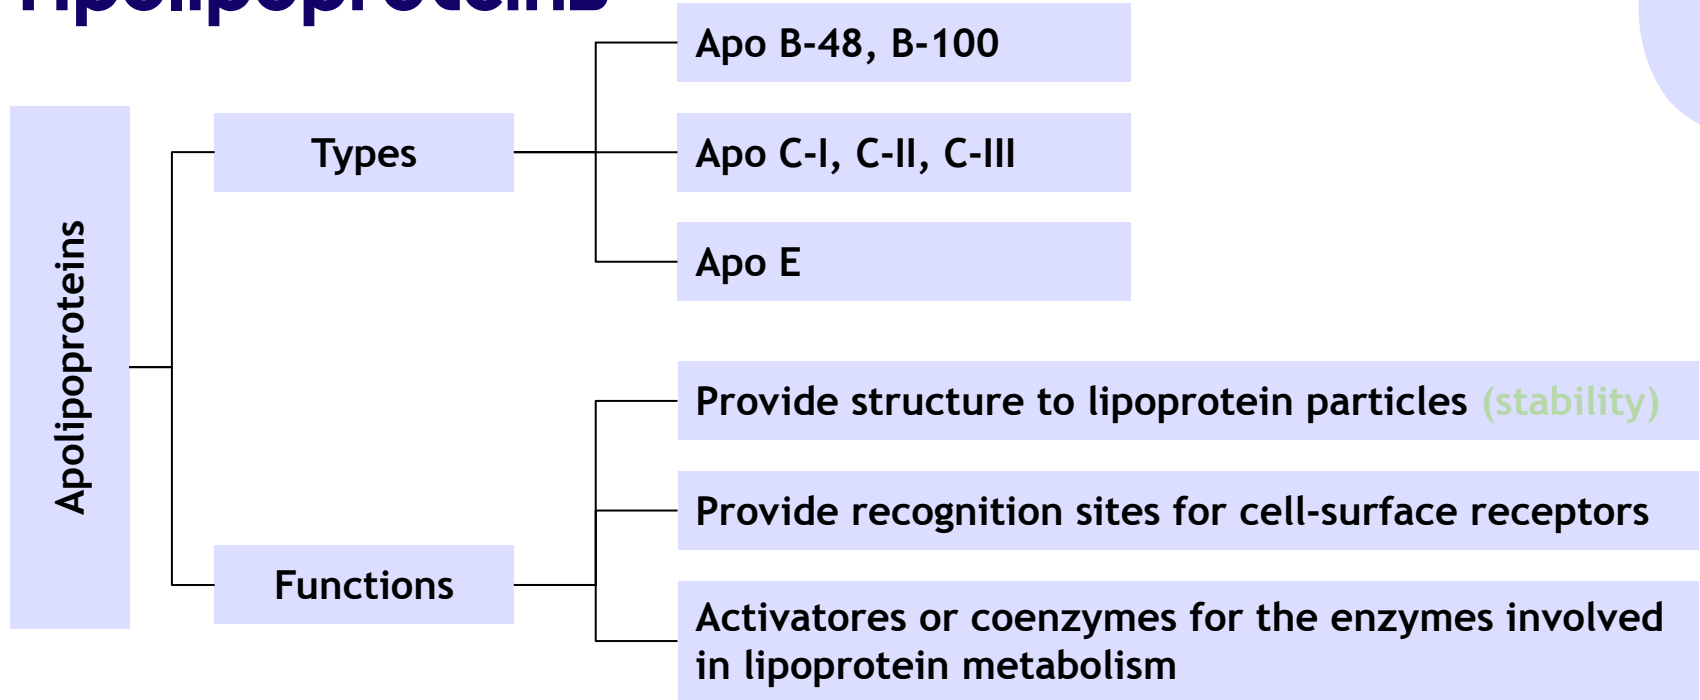 Apolipoproteins
Apo B-48, B-100
Types
Apo C-I, C-II, C-III
Apo E
Apolipoproteins
Provide structure to lipoprotein particles (stability)
Provide recognition sites for cell-surface receptors
Functions
Activatores or coenzymes for the enzymes involved
in lipoprotein metabolism